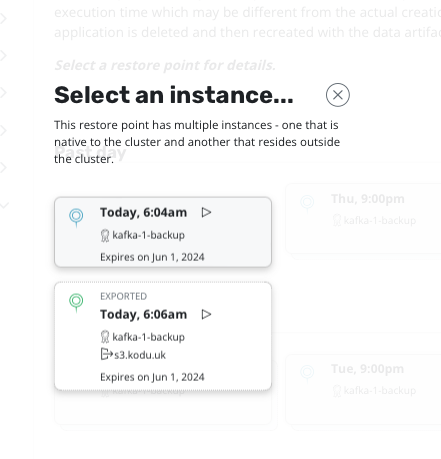 execution time which may be different from the actual creatio
application is deleted and then recreated with the data artifac
Select a restore point for details.
Select an instance...
This restore point has multiple instances - one that is
native to the cluster and another that resides outside
the cluster.
Past day
Today, 6:04am
kafka-1-backup
Expires on Jun 1, 2024
Thu, 9:00pm
kafka-1-backup
EXPORTED
Today, 6:06am
kafka-1-backup
s3.kodu.uk
Expires on Jun 1, 2024
Tue, 9:00pm
kafka-1-backup